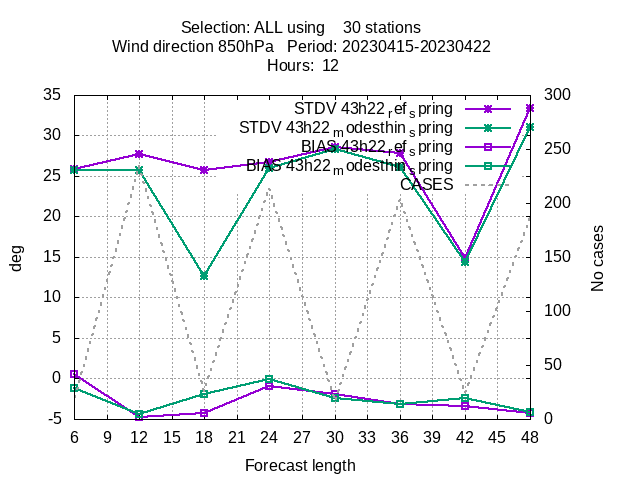 Selection: ALL using 30 stations
Wind direction 850hPa Period: 20230415-20230422
Hours: 12
STDV 43h22_ref_spring
STDV 43h22_modesthin_spring
BIAS 43h22_ref_spring
BIAS 43h22_modesthin_spring
CASES
35
30
25
20
15
10
5
0
-5
deg
300
250
200
150
100
50
0
No cases
6 9 12 15 18 21 24 27 30 33 36 39 42 45 48
Forecast length